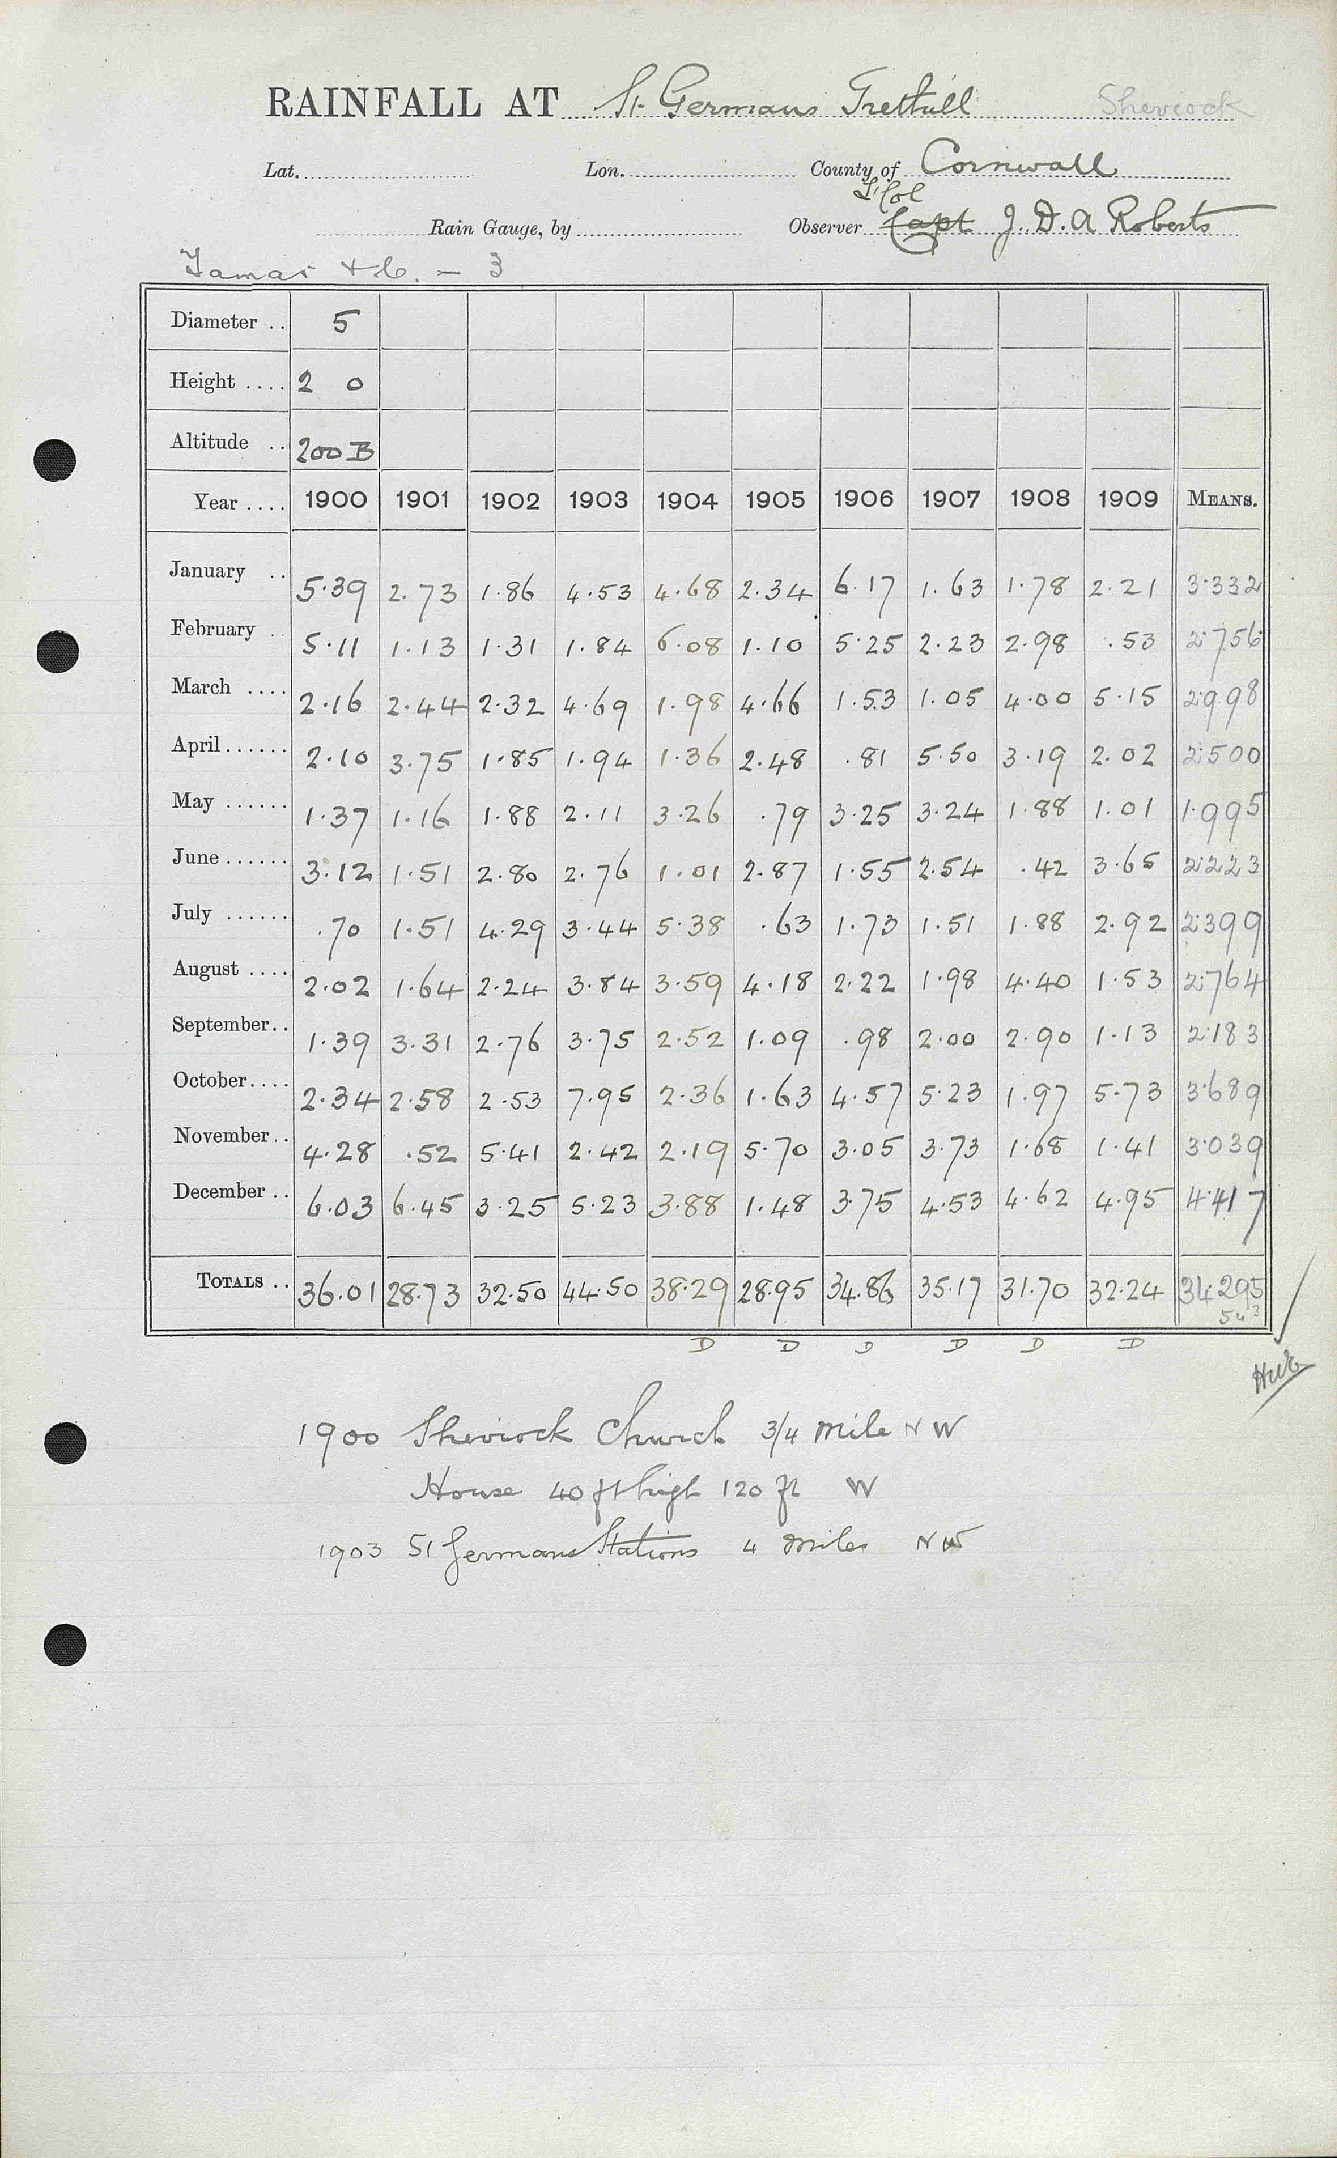 RAINFALL AT St Germans Trethill Sheviock
Lat. Lon. County of Cornwall
Lt Col
Rain Gauge, by Observer Capt J. D. A Roberts
Tamar &c. - 3
Diameter .. 5
Height .... 2 0
Altitude .. 200 B
Year .... 1900 1901 1902 1903 1904 1905 1906 1907 1908 1909 MEANS.
January .. 5.39 2.73 1.86 4.53 4.68 2.34 6.17 1.63 1.78 2.21 3.332
February .. 5.11 1.13 1.31 1.84 6.08 1.10 5.25 2.23 2.98 .53 2.756
March .... 2.16 2.44 2.32 4.69 1.98 4.66 1.53 1.05 4.00 5.15 2.998
April ...... 2.10 3.75 1.85 1.94 1.36 2.48 .81 5.50 3.19 2.02 2.500
May ...... 1.37 1.16 1.88 2.11 3.26 .79 3.25 3.24 1.88 1.01 1.995
June ...... 3.12 1.51 2.80 2.76 1.01 2.87 1.55 2.54 .42 3.65 2.223
July ...... .70 1.51 4.29 3.44 5.38 .63 1.73 1.51 1.88 2.92 2.399
August .... 2.02 1.64 2.24 3.84 3.59 4.18 2.22 1.98 4.40 1.53 2.764
September.. 1.39 3.31 2.76 3.75 2.52 1.09 .98 2.00 2.90 1.13 2.183
October.... 2.34 2.58 2.53 7.95 2.36 1.63 4.57 5.23 1.97 5.73 3.689
November.. 4.28 .52 5.41 2.42 2.19 5.70 3.05 3.73 1.68 1.41 3.039
December .. 6.03 6.45 3.25 5.23 3.88 1.48 3.75 4.53 4.62 4.95 4.417
TOTALS .. 36.01 28.73 32.50 44.50 38.29 28.95 34.86 35.17 31.70 32.24 34.295
D D D D D D
1900 Sheviock Church 3/4 mile NW
House 40 ft high 120 ft W
1903 St Germans Stations 4 miles NW